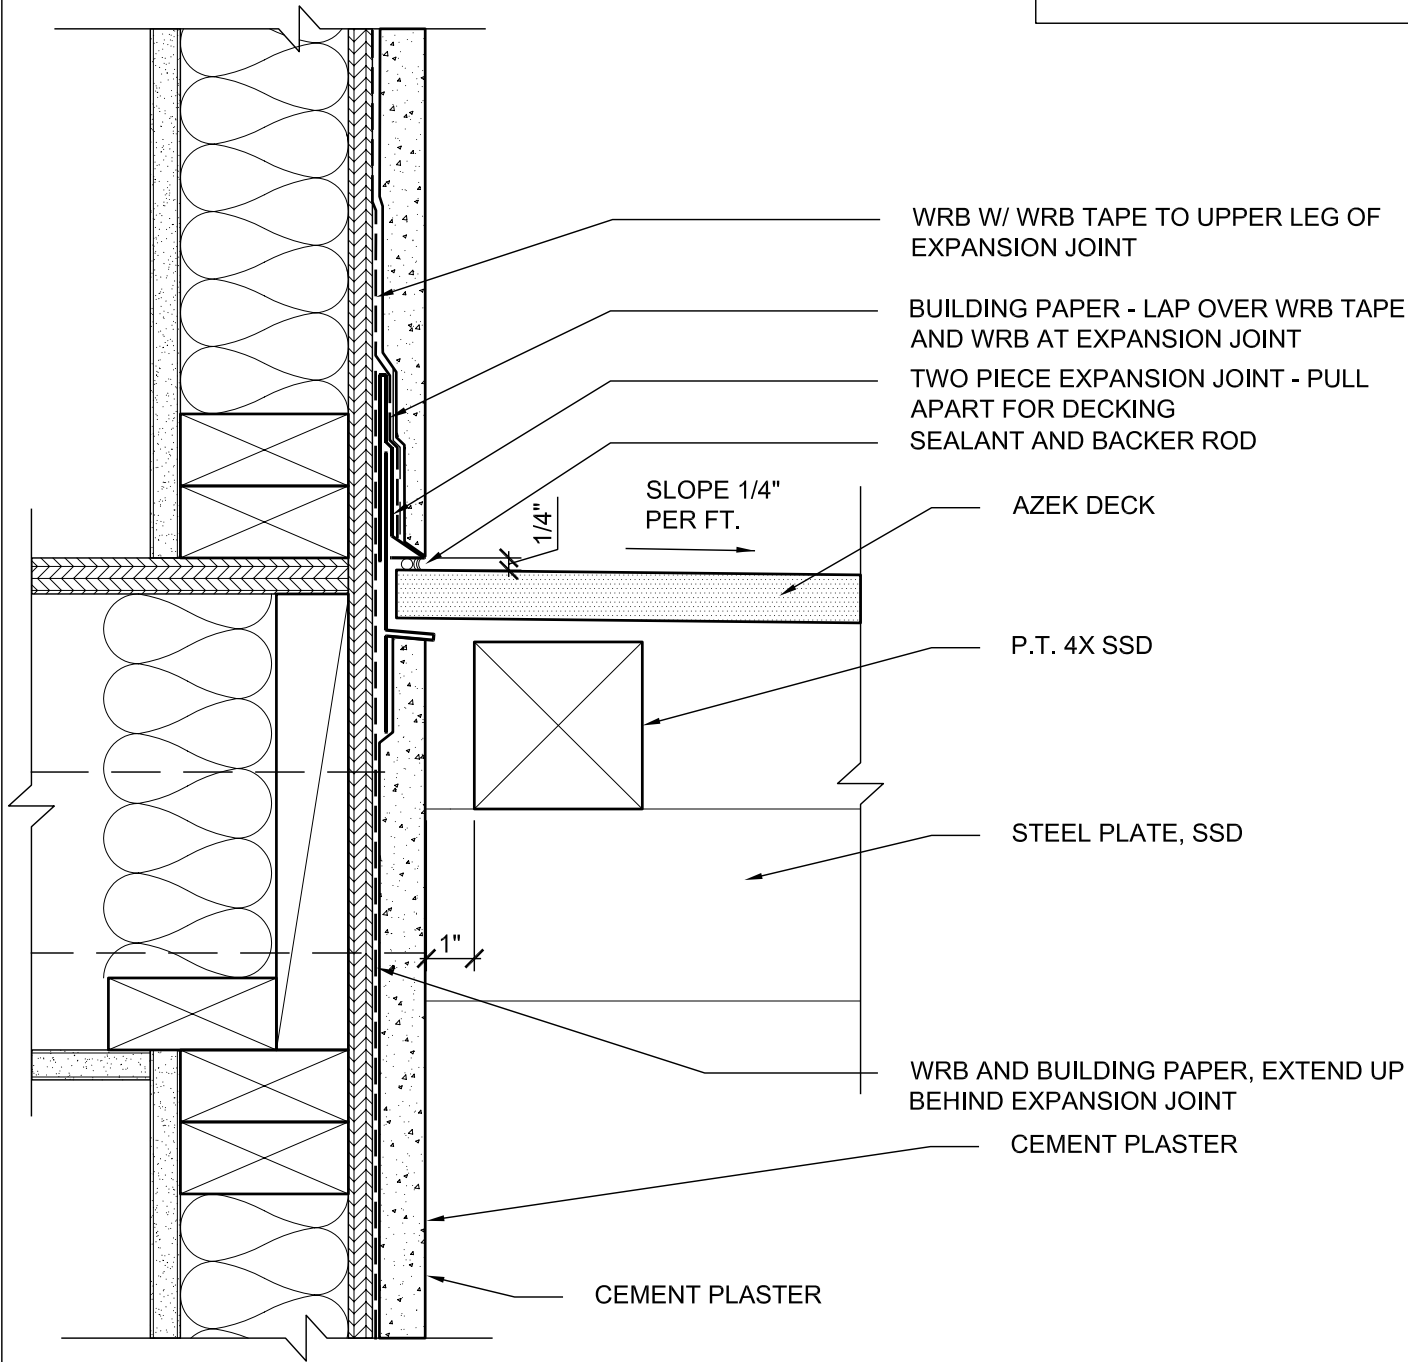 WRB W/ WRB TAPE TO UPPER LEG OF
EXPANSION JOINT
BUILDING PAPER - LAP OVER WRB TAPE
AND WRB AT EXPANSION JOINT
TWO PIECE EXPANSION JOINT - PULL
APART FOR DECKING
SEALANT AND BACKER ROD
SLOPE 1/4"
PER FT.
1/4"
AZEK DECK
P.T. 4X SSD
STEEL PLATE, SSD
1"
WRB AND BUILDING PAPER, EXTEND UP
BEHIND EXPANSION JOINT
CEMENT PLASTER
CEMENT PLASTER